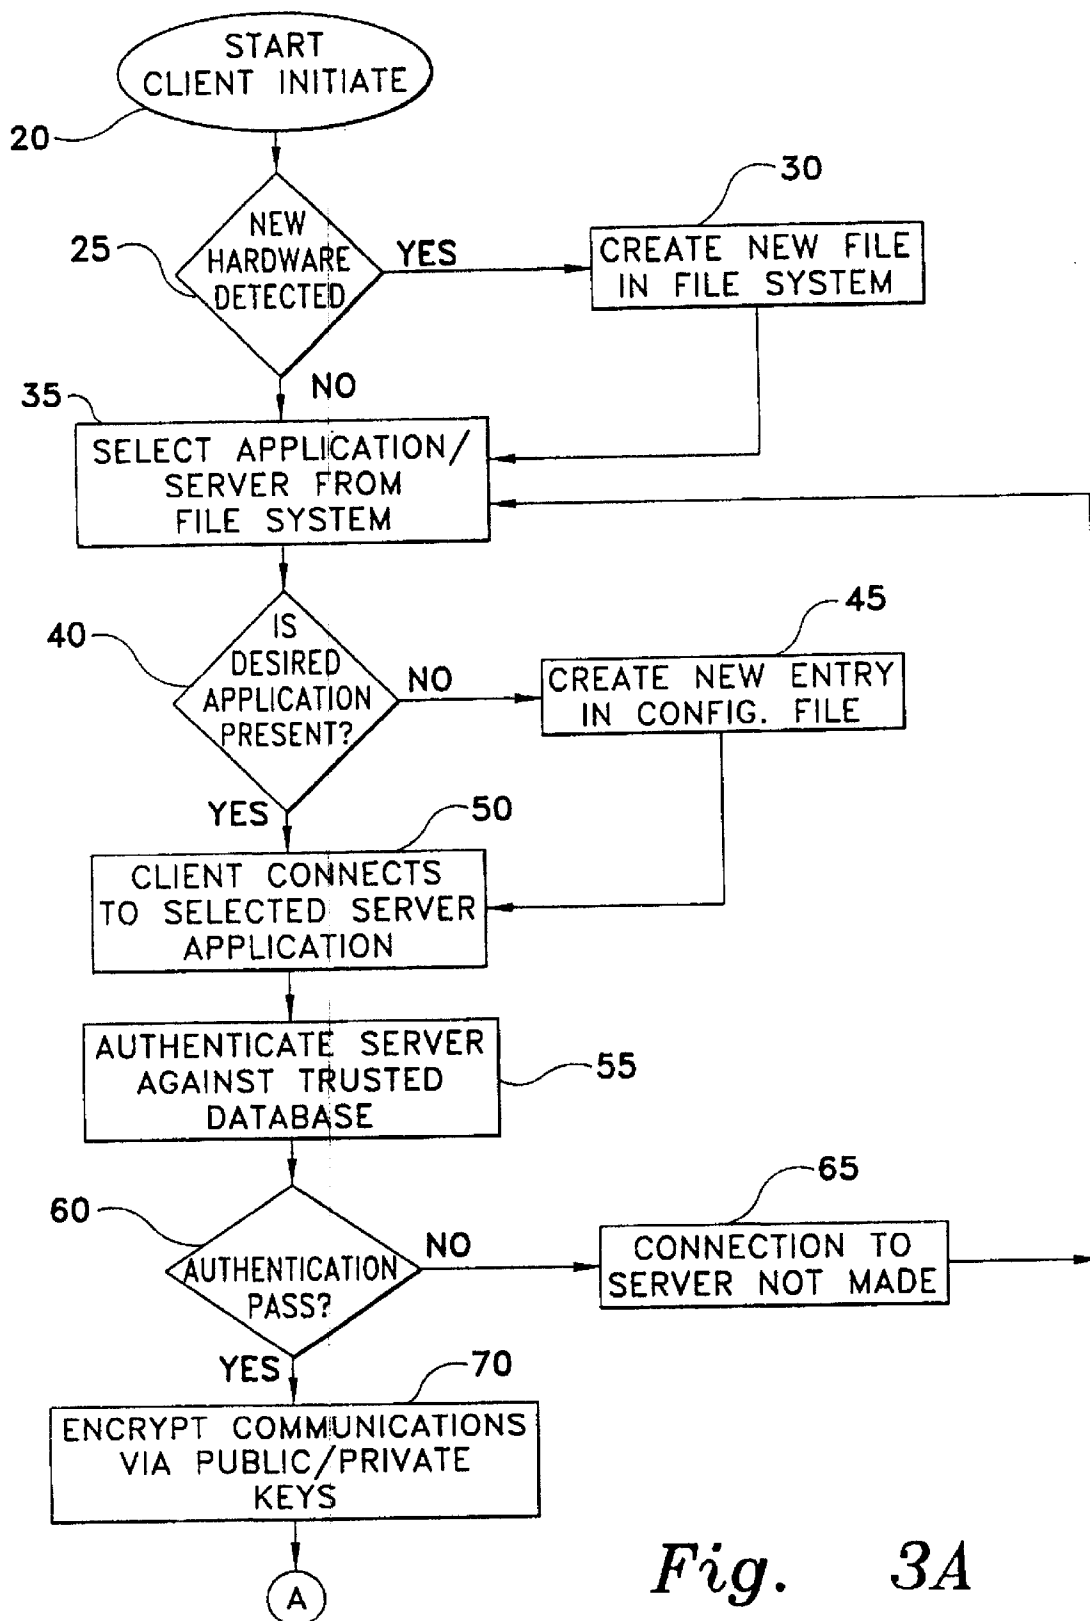 START
CLIENT INITIATE
20
NEW
HARDWARE
DETECTED
25
YES
30
CREATE NEW FILE
IN FILE SYSTEM
NO
35
SELECT APPLICATION/
SERVER FROM
FILE SYSTEM
40
IS
DESIRED
APPLICATION
PRESENT?
NO
45
CREATE NEW ENTRY
IN CONFIG. FILE
YES
50
CLIENT CONNECTS
TO SELECTED SERVER
APPLICATION
AUTHENTICATE SERVER
AGAINST TRUSTED
DATABASE
55
60
AUTHENTICATION
PASS?
NO
65
CONNECTION TO
SERVER NOT MADE
YES
70
ENCRYPT COMMUNICATIONS
VIA PUBLIC/PRIVATE
KEYS
A
Fig. 3A